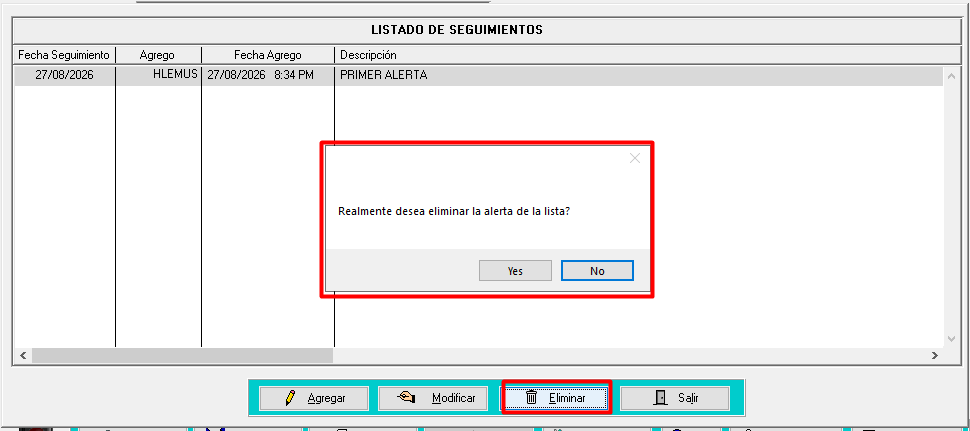 LISTADO DE SEGUIMIENTOS
Fecha Seguimiento Agrego Fecha Agrego Descripción
27/08/2026 HLEMUS 27/08/2026 8:34 PM PRIMER ALERTA
Realmente desea eliminar la alerta de la lista?
Yes No
Agregar Modificar Eliminar Salir